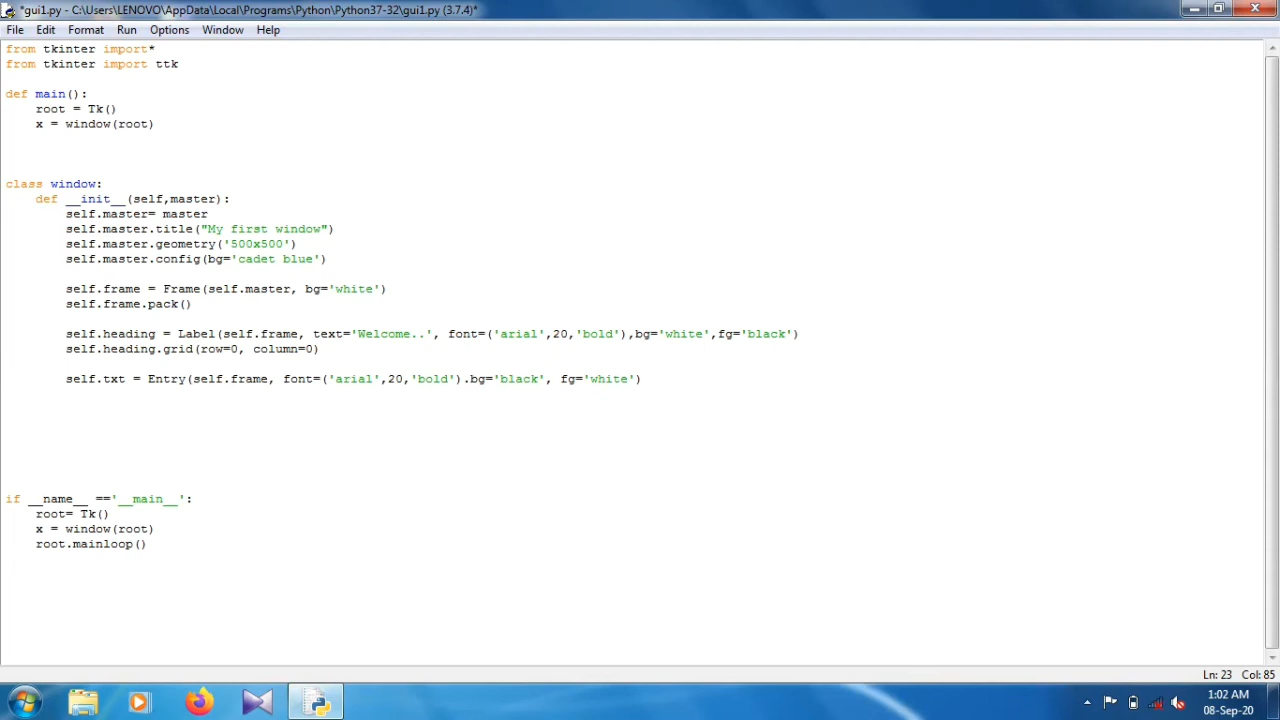 *gui1.py - C:\Users\LENOVO\AppData\Local\Programs\Python\Python37-32\gui1.py (3.7.4)*
File Edit Format Run Options Window Help
from tkinter import*
from tkinter import ttk
def main():
    root = Tk()
    x = window(root)
class window:
    def __init__(self,master):
        self.master= master
        self.master.title("My first window")
        self.master.geometry('500x500')
        self.master.config(bg='cadet blue')
        self.frame = Frame(self.master, bg='white')
        self.frame.pack()
        self.heading = Label(self.frame, text='Welcome..', font=('arial',20,'bold'),bg='white',fg='black')
        self.heading.grid(row=0, column=0)
        self.txt = Entry(self.frame, font=('arial',20,'bold').bg='black', fg='white')
if __name__ =='__main__':
    root= Tk()
    x = window(root)
    root.mainloop()
Ln: 23 Col: 85
1:02 AM
08-Sep-20